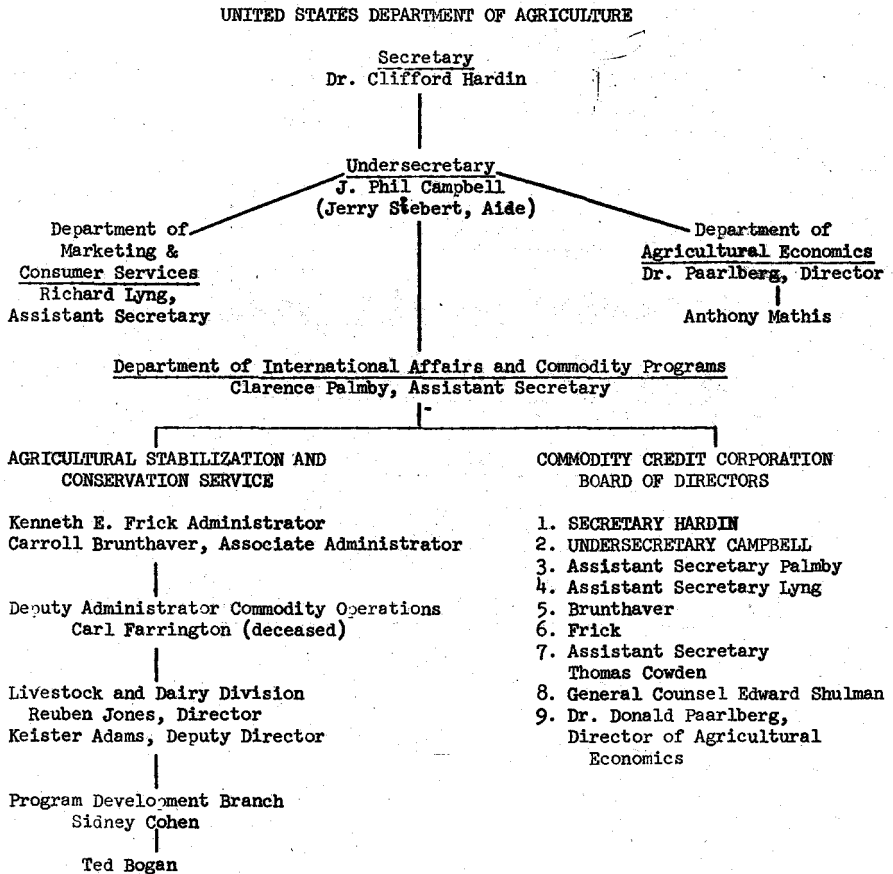 UNITED STATES DEPARTMENT OF AGRICULTURE
Secretary
Dr. Clifford Hardin
Undersecretary
J. Phil Campbell
(Jerry Siebert, Aide)
Department of
Marketing &
Consumer Services
Richard Lyng,
Assistant Secretary
Department of
Agricultural Economics
Dr. Paarlberg, Director
Anthony Mathis
Department of International Affairs and Commodity Programs
Clarence Palmby, Assistant Secretary
AGRICULTURAL STABILIZATION AND
CONSERVATION SERVICE
Kenneth E. Frick Administrator
Carroll Brunthaver, Associate Administrator
Deputy Administrator Commodity Operations
Carl Farrington (deceased)
Livestock and Dairy Division
Reuben Jones, Director
Keister Adams, Deputy Director
Program Development Branch
Sidney Cohen
Ted Bogan
COMMODITY CREDIT CORPORATION
BOARD OF DIRECTORS
1. SECRETARY HARDIN
2. UNDERSECRETARY CAMPBELL
3. Assistant Secretary Palmby
4. Assistant Secretary Lyng
5. Brunthaver
6. Frick
7. Assistant Secretary
Thomas Cowden
8. General Counsel Edward Shulman
9. Dr. Donald Paarlberg,
Director of Agricultural
Economics